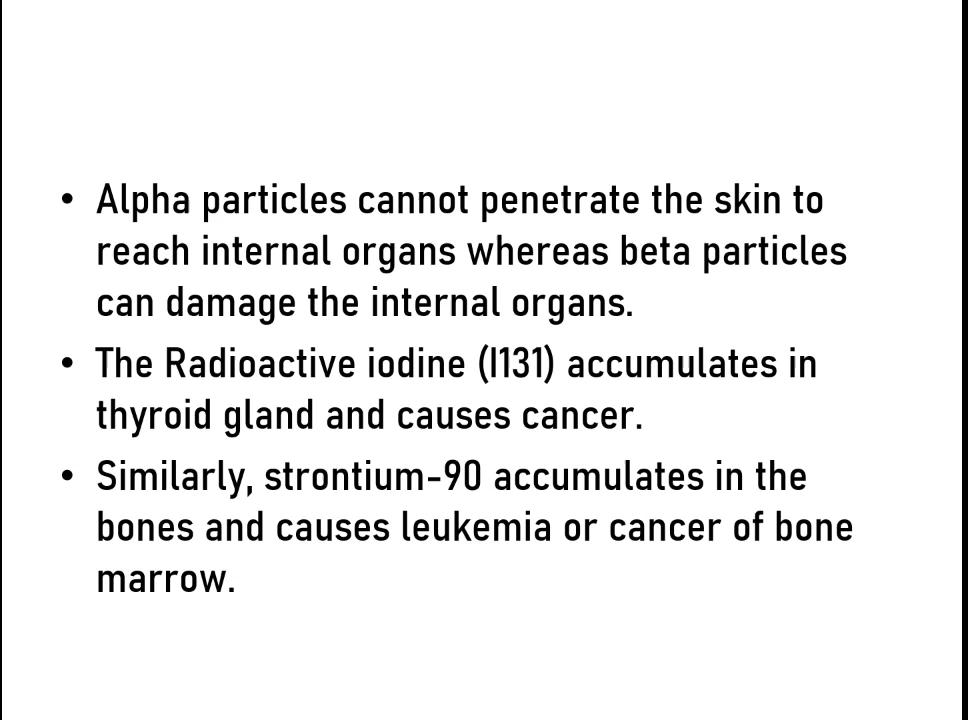 • Alpha particles cannot penetrate the skin to
reach internal organs whereas beta particles
can damage the internal organs.
• The Radioactive iodine (I131) accumulates in
thyroid gland and causes cancer.
• Similarly, strontium-90 accumulates in the
bones and causes leukemia or cancer of bone
marrow.